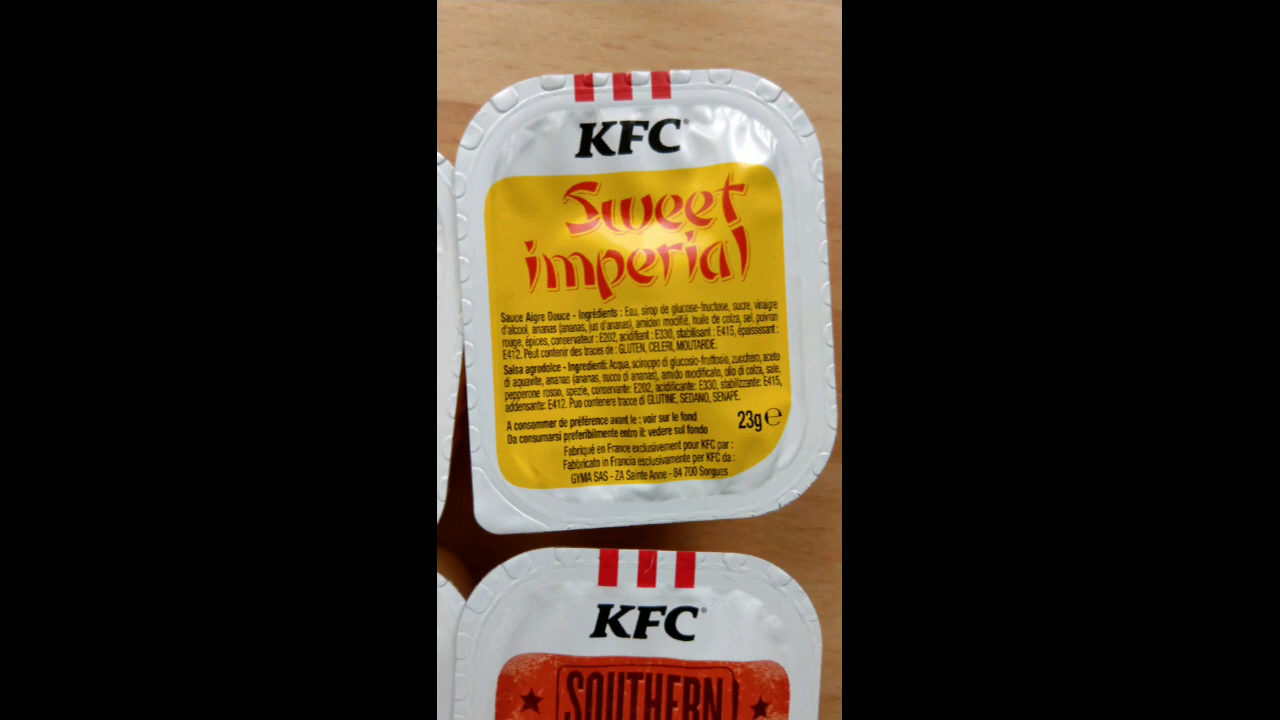 KFC
Sweet
imperial
Sauce Aigre Douce - Ingrédients : Eau, sirop de glucose-fructose, sucre, vinaigre
d'alcool, ananas (ananas, jus d'ananas), amidon modifié, huile de colza, sel, poivron
rouge, épices, conservateur : E202, acidifiant : E330, stabilisant : E415, épaississant :
E412. Peut contenir des traces de : GLUTEN, CELERI, MOUTARDE.
Salsa agrodolce - Ingredienti: Acqua, sciroppo di glucosio-fruttosio, zucchero, aceto
di aquavite, ananas (ananas, succo di ananas), amido modificato, olio di colza, sale,
pepperone rosso, spezie, conservante: E202, acidificante: E330, stabilizzante: E415,
addensante: E412. Puo contenere tracce di GLUTINE, SEDANO, SENAPE.
A consommer de préférence avant le : voir sur le fond
Da consumarsi preferibilmente entro il: vedere sul fondo
23g℮
Fabriqué en France exclusivement pour KFC par :
Fabbricato in Francia esclusivamente per KFC da :
GYMA SAS - ZA Sainte Anne - 84 700 Sorgues
KFC
SOUTHERN